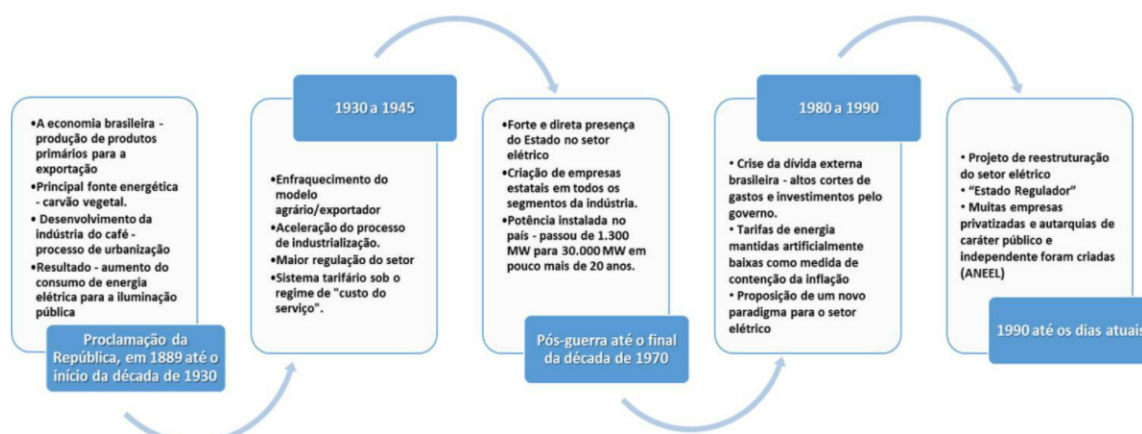 •A economia brasileira -
produção de produtos
primários para a
exportação
•Principal fonte energética
- carvão vegetal.
• Desenvolvimento da
indústria do café -
processo de urbanização
•Resultado - aumento do
consumo de energia
elétrica para a iluminação
pública
Proclamação da
República, em 1889 até o
início da década de 1930
1930 a 1945
•Enfraquecimento do
modelo
agrário/exportador
•Aceleração do processo
de industrialização.
•Maior regulação do setor
•Sistema tarifário sob o
regime de "custo do
serviço".
•Forte e direta presença
do Estado no setor
elétrico
•Criação de empresas
estatais em todos os
segmentos da indústria.
•Potência instalada no
país - passou de 1.300
MW para 30.000 MW em
pouco mais de 20 anos.
Pós-guerra até o final
da década de 1970
1980 a 1990
• Crise da dívida externa
brasileira - altos cortes de
gastos e investimentos pelo
governo.
• Tarifas de energia
mantidas artificialmente
baixas como medida de
contenção da inflação
• Proposição de um novo
paradigma para o setor
elétrico
• Projeto de reestruturação
do setor elétrico
• “Estado Regulador”
• Muitas empresas
privatizadas e autarquias de
caráter público e
independente foram criadas
(ANEEL)
1990 até os dias atuais